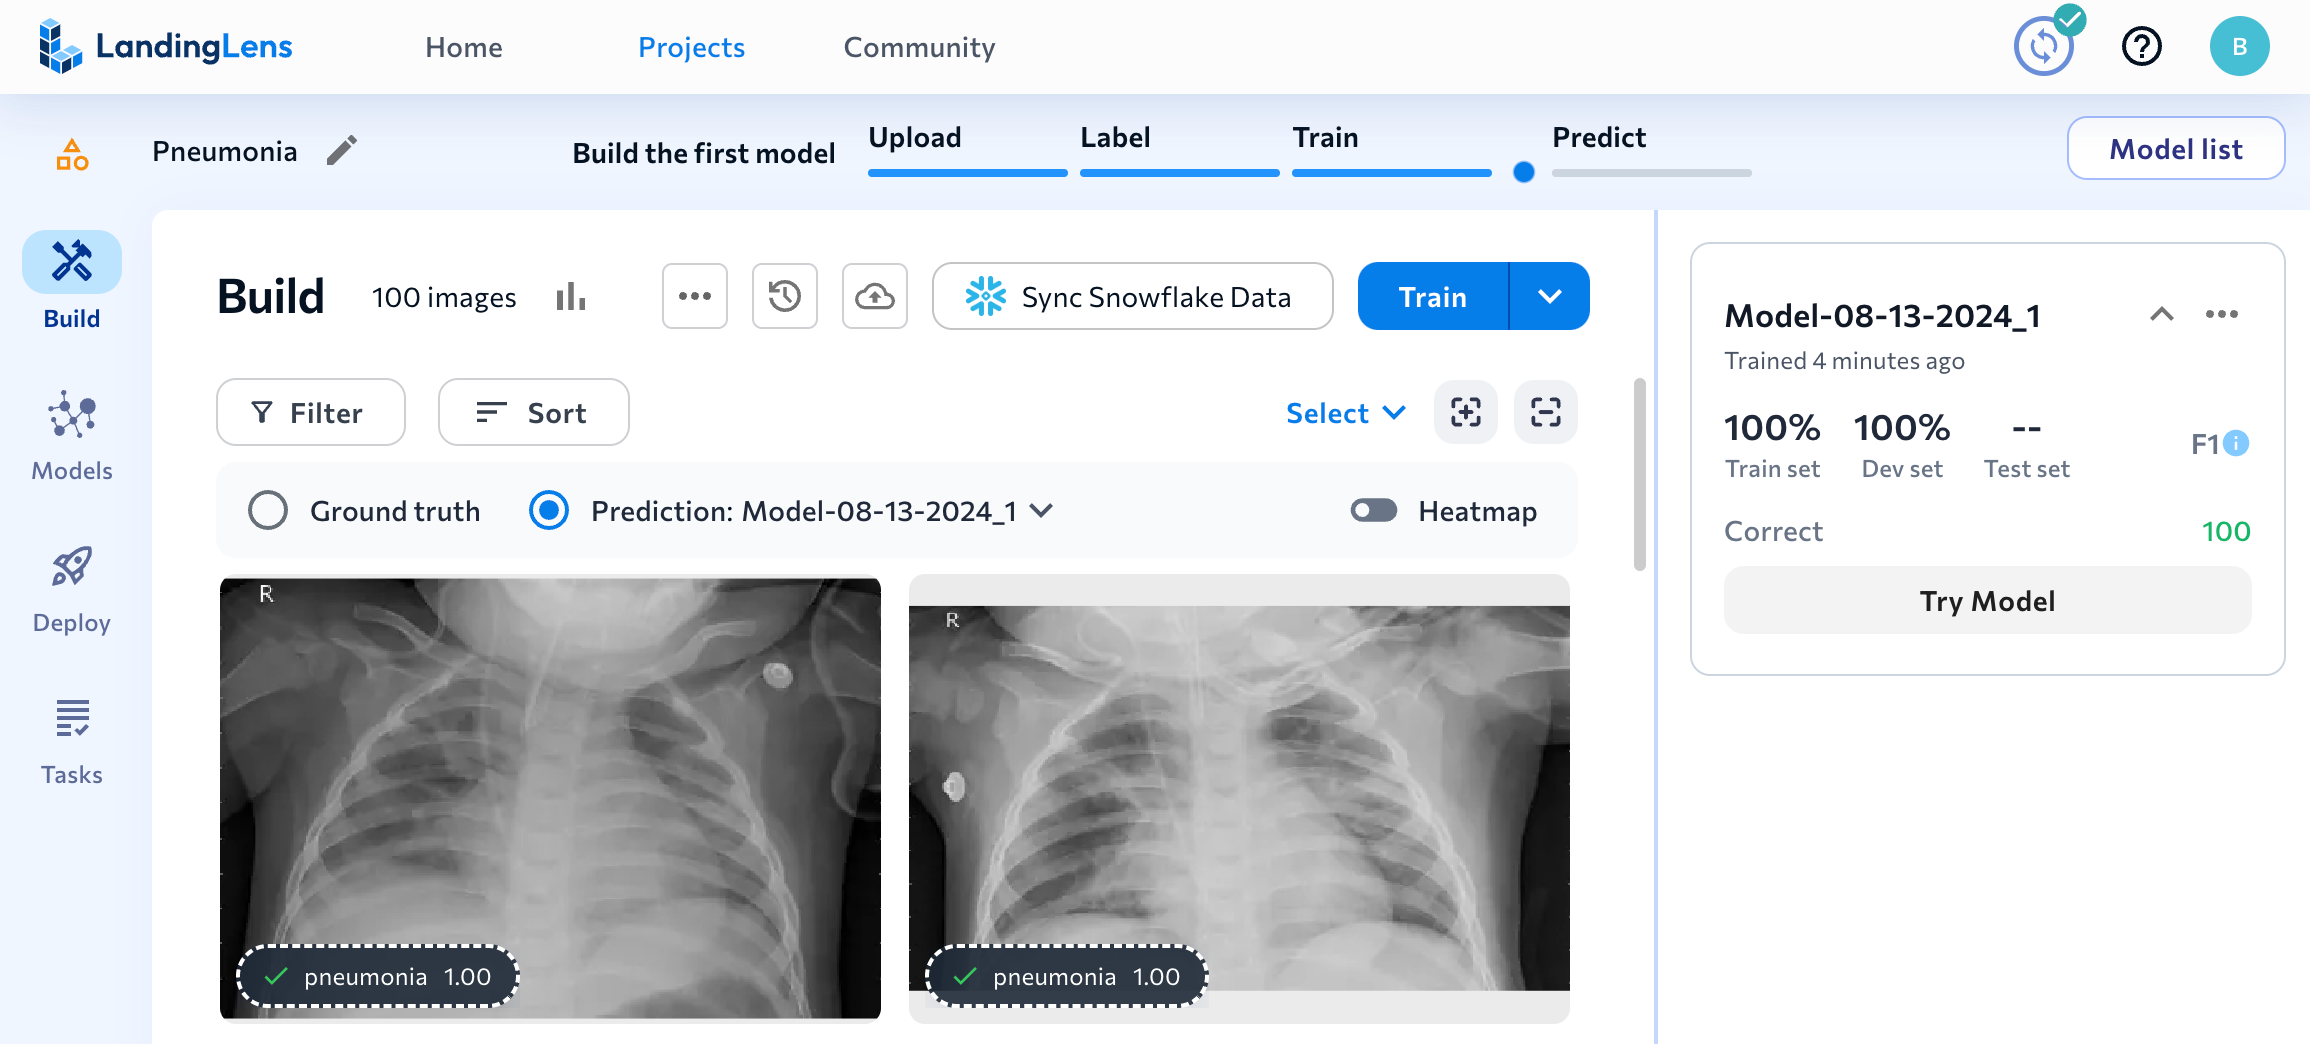 LandingLens
Home
Projects
Community
B
Pneumonia
Build the first model
Upload
Label
Train
Predict
Model list
Build
Models
Deploy
Tasks
Build
100 images
Sync Snowflake Data
Train
Filter
Sort
Select
Ground truth
Prediction: Model-08-13-2024_1
Heatmap
R
pneumonia 1.00
R
pneumonia 1.00
Model-08-13-2024_1
Trained 4 minutes ago
100% 100% -- F1
Train set Dev set Test set
Correct 100
Try Model